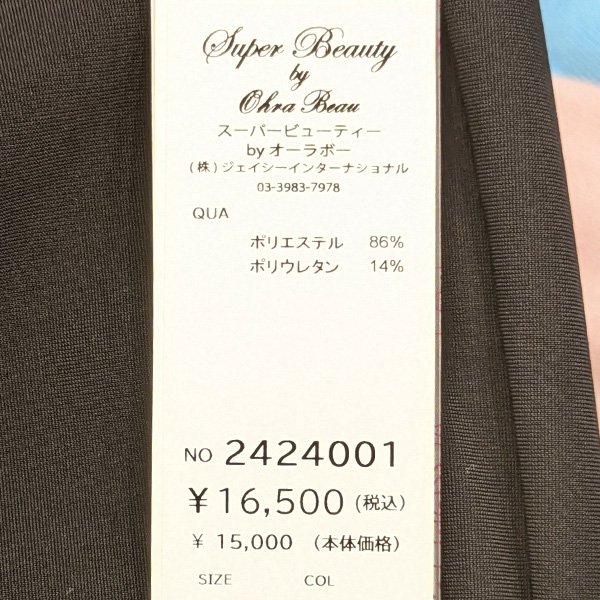 Super Beauty
by
Ohra Beau
スーパービューティー
by オーラボー
(株)ジェイシーインターナショナル
03-3983-7978
QUA
ポリエステル 86%
ポリウレタン 14%
NO 2424001
¥16,500(税込)
¥ 15,000 (本体価格)
SIZE COL